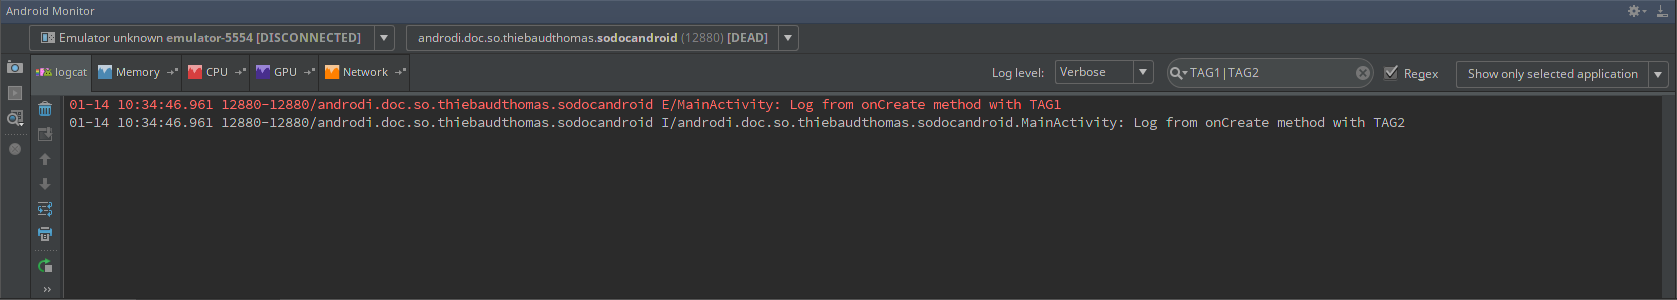 Android Monitor
Emulator unknown emulator-5554 [DISCONNECTED]
androdi.doc.so.thiebaudthomas.sodocandroid (12880) [DEAD]
logcat Memory CPU GPU Network Log level: Verbose TAG1|TAG2 Regex Show only selected application
01-14 10:34:46.961 12880-12880/androdi.doc.so.thiebaudthomas.sodocandroid E/MainActivity: Log from onCreate method with TAG1
01-14 10:34:46.961 12880-12880/androdi.doc.so.thiebaudthomas.sodocandroid I/androdi.doc.so.thiebaudthomas.sodocandroid.MainActivity: Log from onCreate method with TAG2